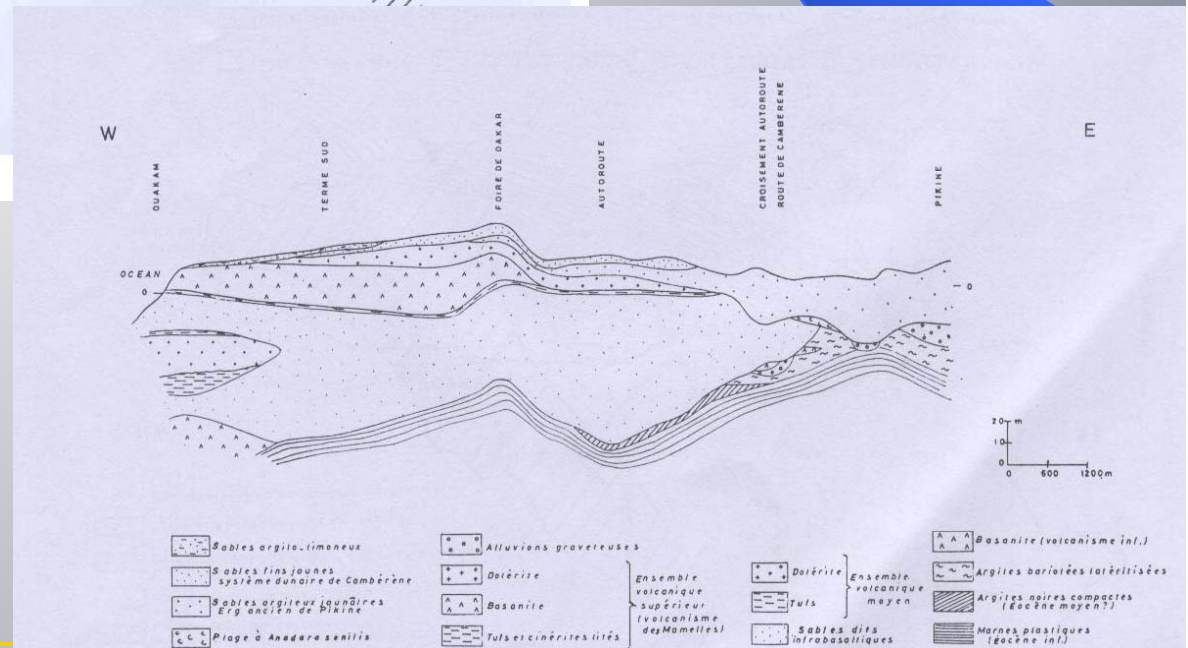 W
E
OUAKAM
TERME SUD
FOIRE DE DAKAR
AUTOROUTE
CROISEMENT AUTOROUTE
ROUTE DE CAMBERENE
PIKINE
OCEAN
0
0
20 m
10
0
0 600 1200m
Sables argilo-limoneux
Sables fins jaunes
système dunaire de Cambérène
Sables argileux jaunâtres
Erg ancien de Pikine
Plage à Anadara senilis
Alluvions graveleuses
Dolérite
Basanite
Tufs et cinérites lités
Ensemble
volcanique
supérieur
(volcanisme
des Mamelles)
Dolérite
Tufs
Ensemble
volcanique
moyen
Sables dits
infrabasaltiques
Basanite (volcanisme inf.)
Argiles bariolées latéritisées
Argiles noires compactes
(Eocène moyen?)
Marnes plastiques
(éocène inf.)